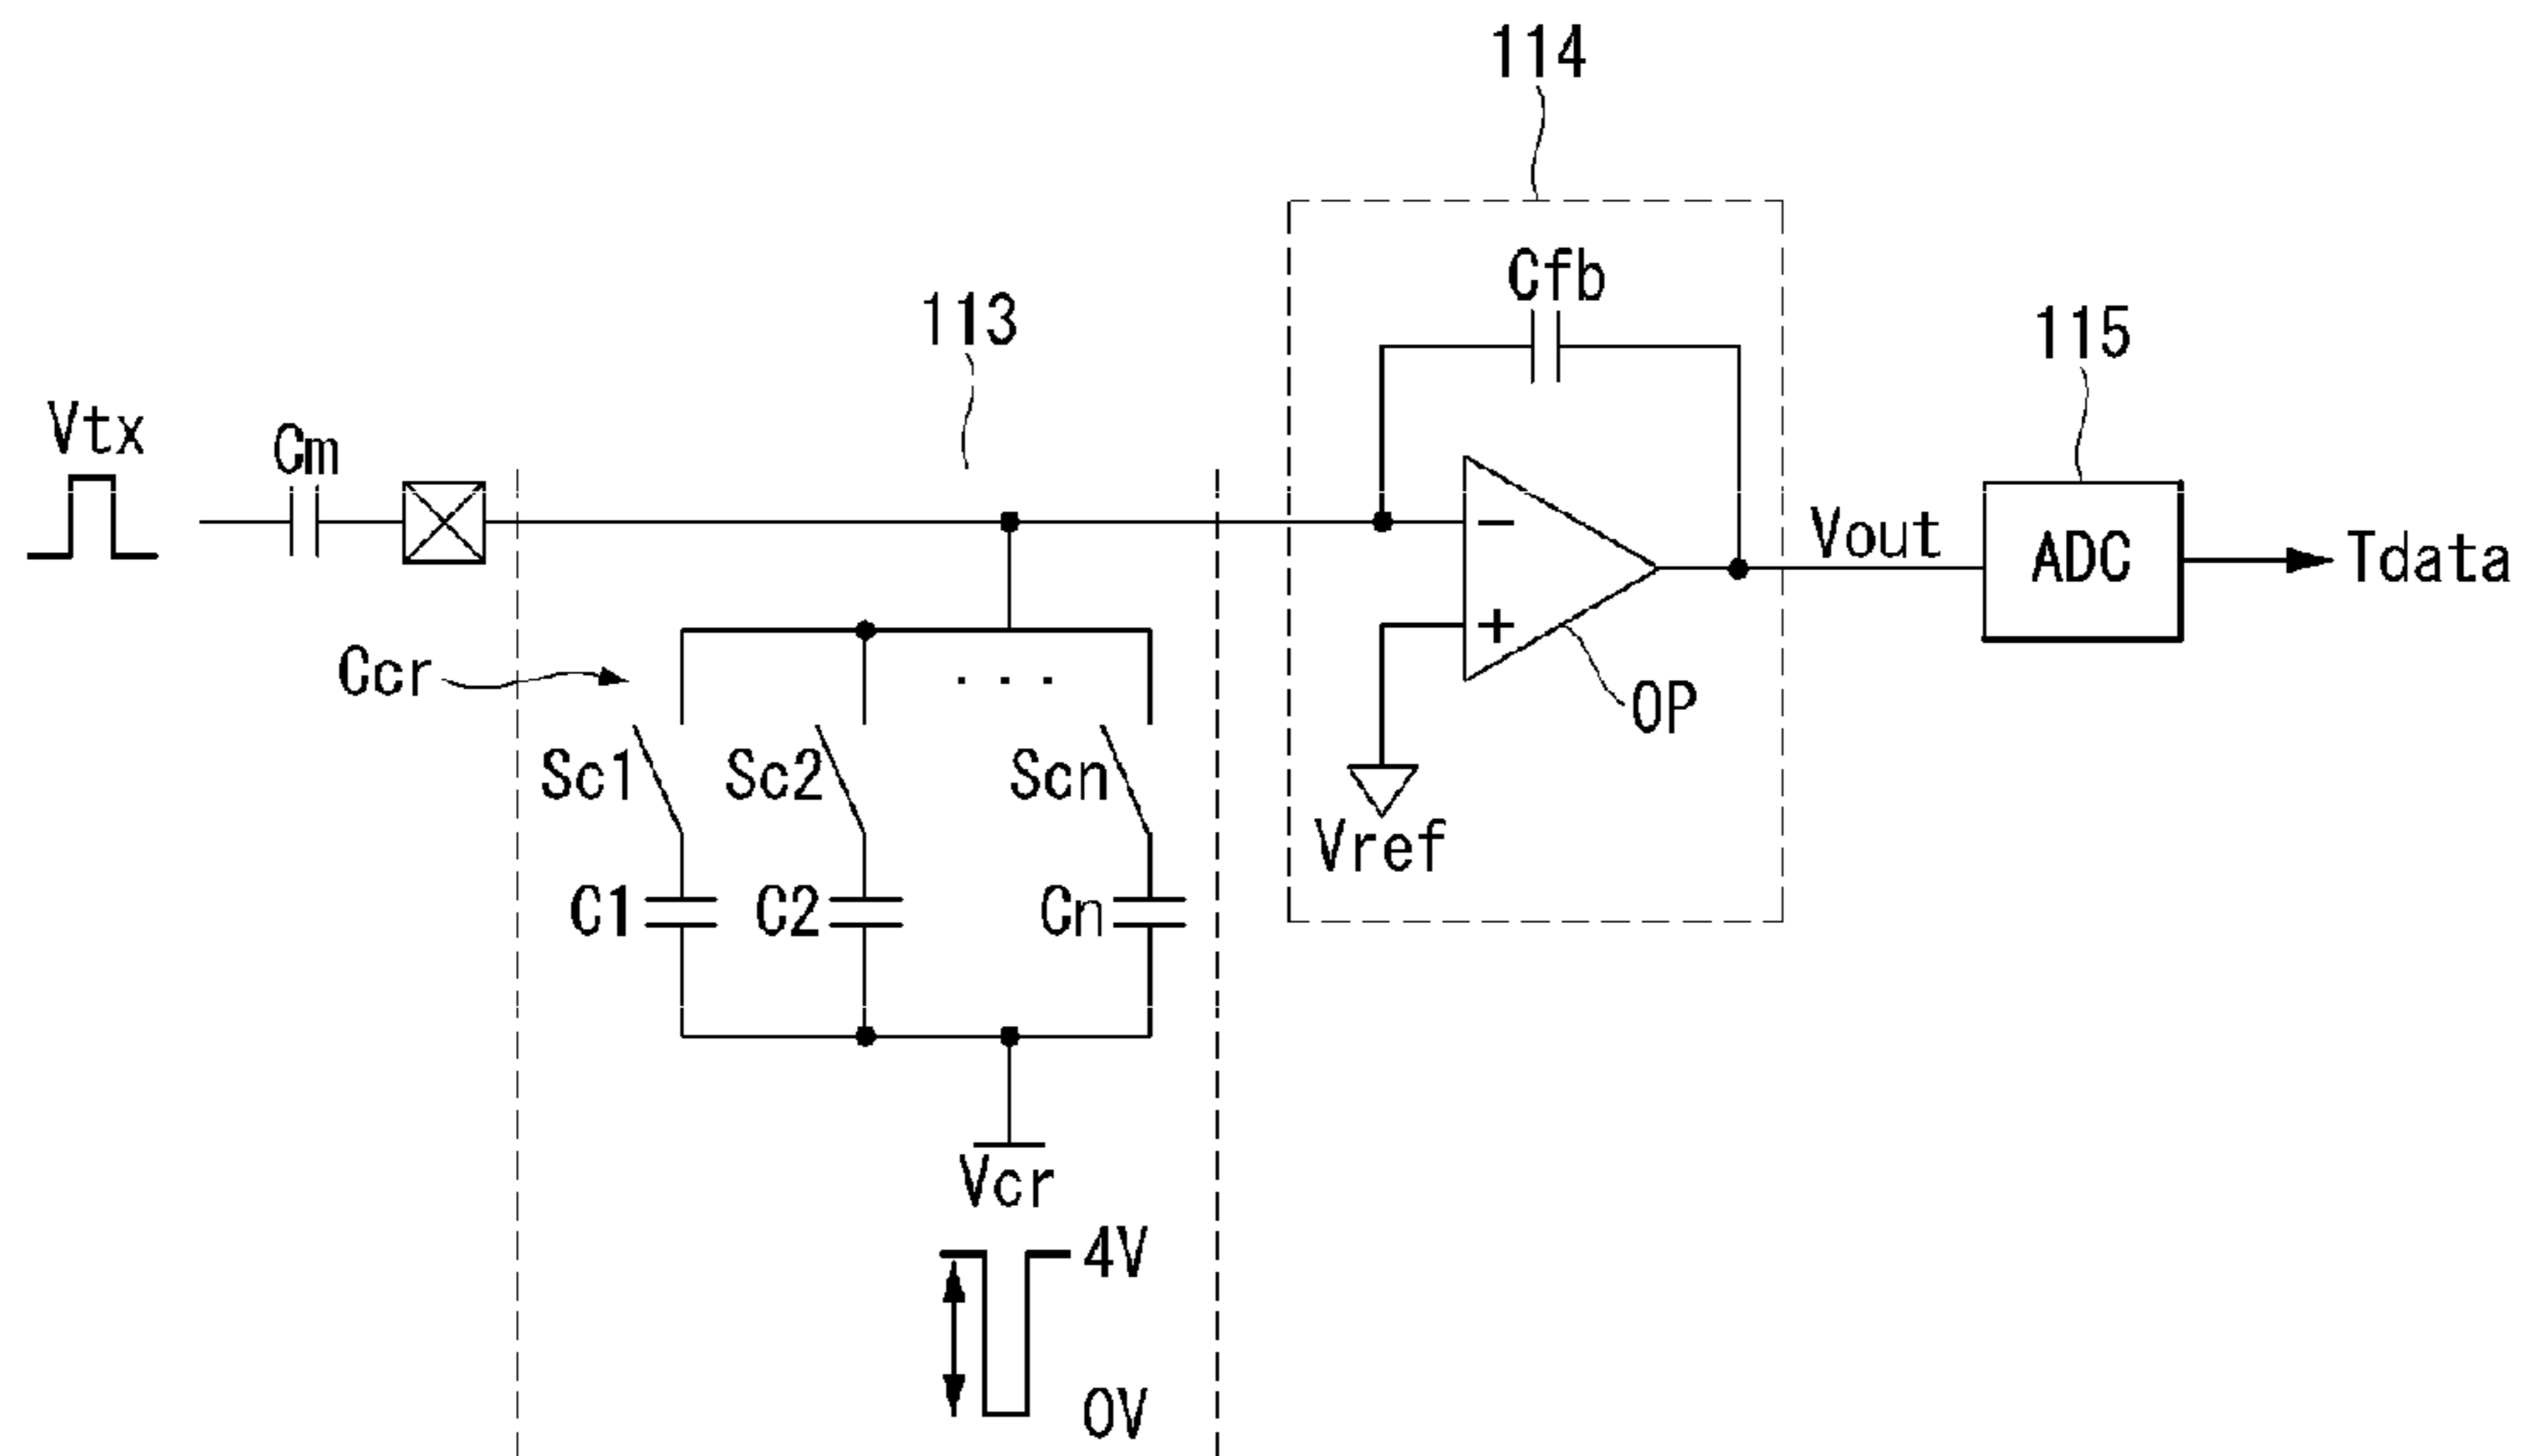 114
Cfb
113
115
Vtx
Cm
Vout
ADC
Tdata
−
+
Ccr
. . .
OP
Sc1
Sc2
Scn
Vref
C1
C2
Cn
Vcr
4V
0V